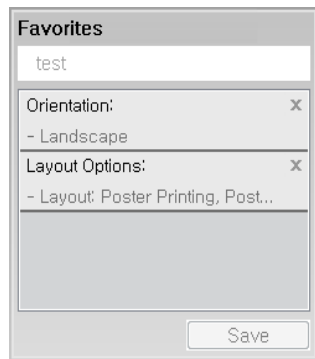 Favorites
test
Orientation: x
- Landscape
Layout Options: x
- Layout: Poster Printing, Post...
Save